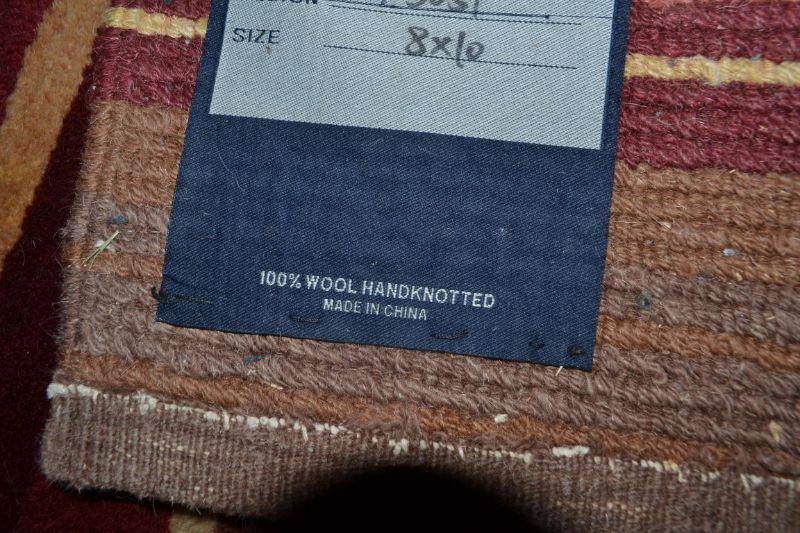 SIZE 8x10
100% WOOL HANDKNOTTED
MADE IN CHINA